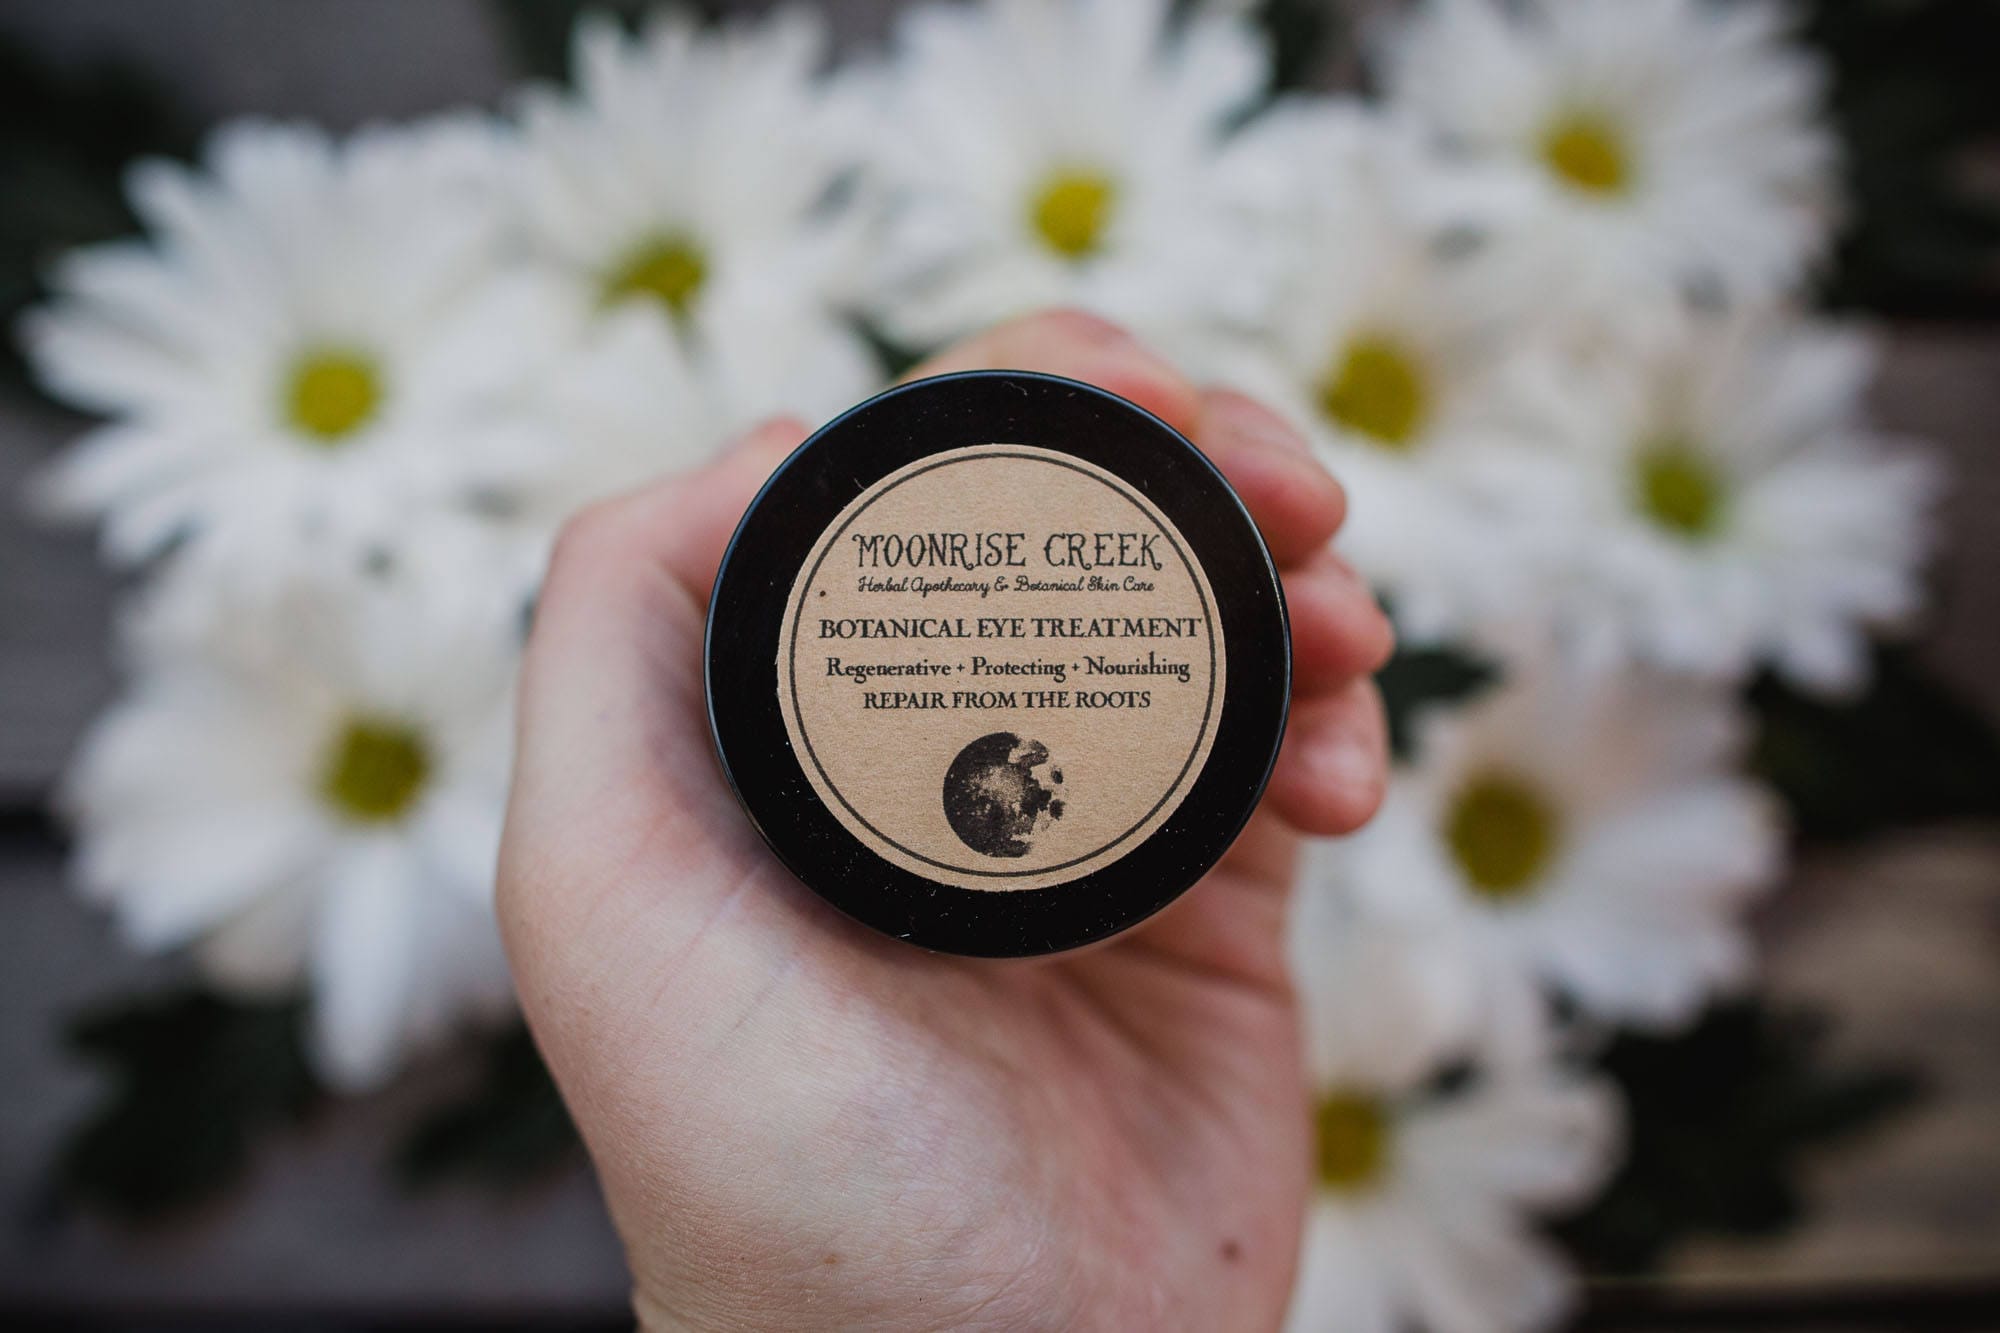 MOONRISE CREEK
Herbal Apothecary & Botanical Skin Care
BOTANICAL EYE TREATMENT
Regenerative + Protecting + Nourishing
REPAIR FROM THE ROOTS